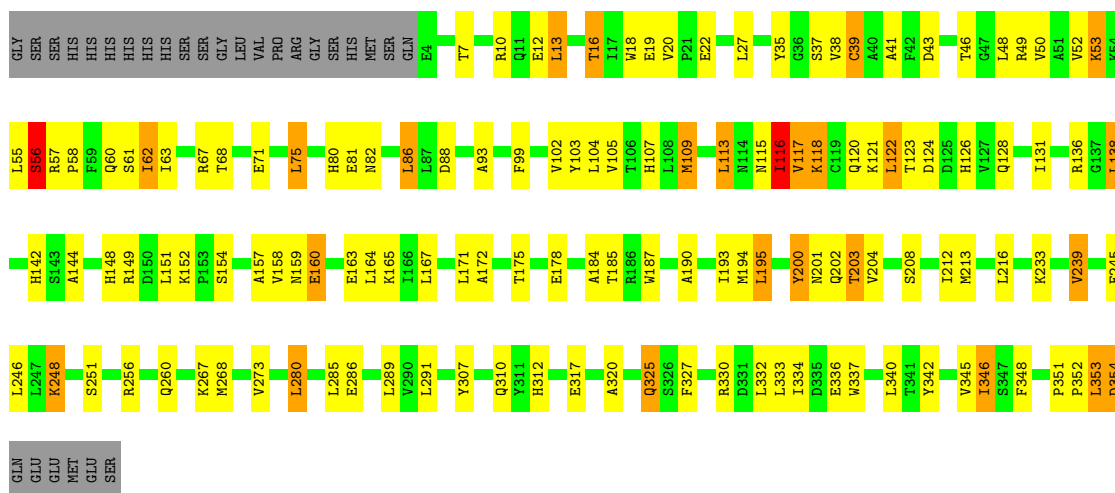 GLY SER SER HIS HIS HIS HIS HIS HIS SER SER GLY LEU VAL PRO ARG GLY SER HIS MET SER GLN E4 T7 R10 Q11 E12 L13 T16 I17 W18 E19 V20 P21 E22 L27 Y35 G36 S37 V38 C39 A40 A41 F42 D43 T46 G47 L48 R49 V50 A51 V52 K53 K54
L55 S56 R57 P58 F59 Q60 S61 I62 I63 R67 T68 E71 L75 H80 E81 N82 L86 L87 D88 A93 F99 V102 Y103 L104 V105 T106 H107 L108 M109 L113 N114 N115 I116 V117 K118 C119 Q120 K121 L122 T123 D124 D125 H126 V127 Q128 I131 R136 G137 L138
H142 S143 A144 H148 R149 D150 L151 K152 P153 S154 A157 V158 N159 E160 E163 L164 K165 I166 L167 L171 A172 T175 E178 A184 T185 R186 W187 A190 I193 M194 L195 Y200 N201 Q202 T203 V204 S208 I212 M213 L216 K233 V239
L246 L247 K248 S251 R256 Q260 K267 M268 V273 L280 L285 E286 L289 V290 L291 Y307 Q310 Y311 H312 E317 A320 Q325 S326 F327 R330 D331 L332 L333 I334 D335 E336 W337 L340 T341 Y342 V345 I346 S347 F348 P351 P352 L353
GLN GLU GLU MET GLU SER